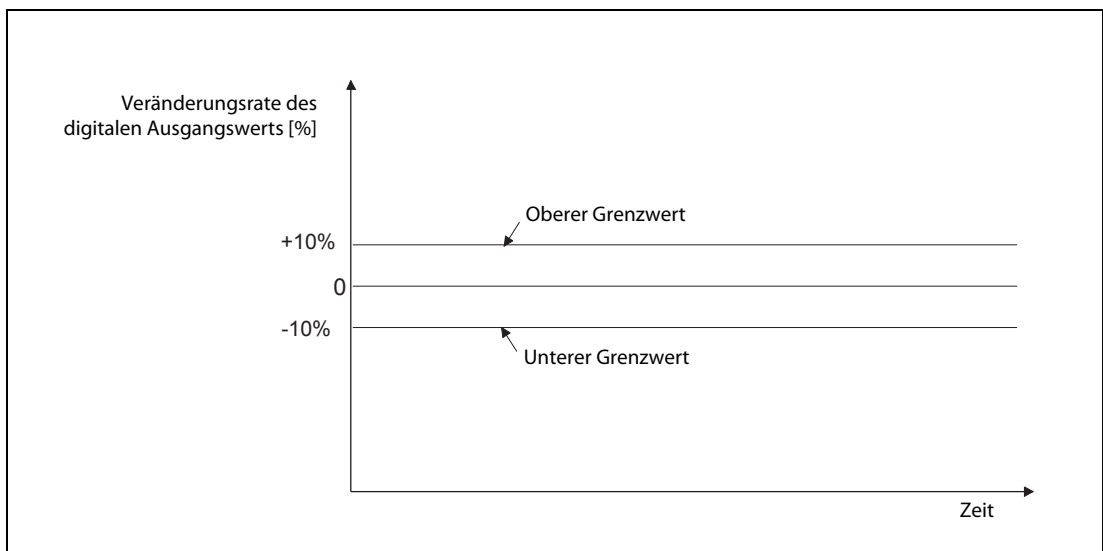 Veränderungsrate des
digitalen Ausgangswerts [%]
Oberer Grenzwert
+10%
0
-10%
Unterer Grenzwert
Zeit